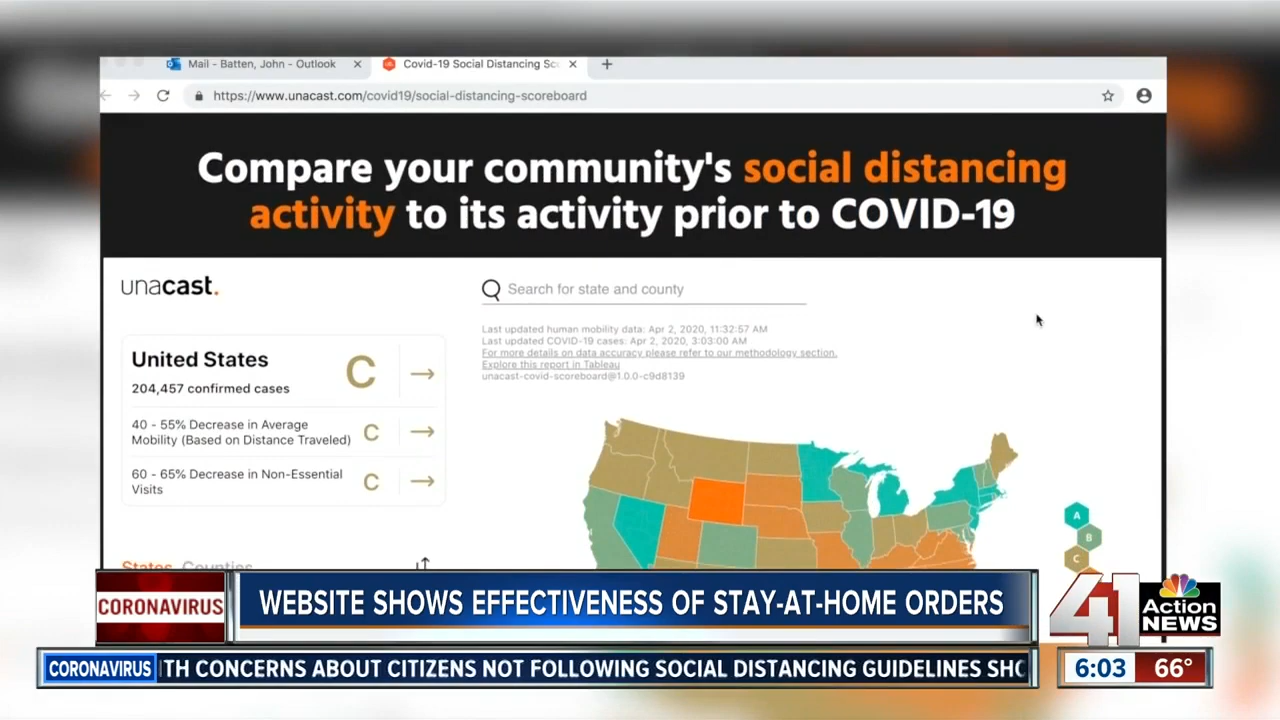 Mail - Batten, John - Outlook
Covid-19 Social Distancing Sc
https://www.unacast.com/covid19/social-distancing-scoreboard
Compare your community's social distancing
activity to its activity prior to COVID-19
unacast.
Search for state and county
Last updated human mobility data: Apr 2, 2020, 11:32:57 AM
Last updated COVID-19 cases: Apr 2, 2020, 3:03:00 AM
For more details on data accuracy please refer to our methodology section.
Explore this report in Tableau
unacast-covid-scoreboard@1.0.0-c9d8139
United States
204,457 confirmed cases
C
40 - 55% Decrease in Average
Mobility (Based on Distance Traveled)
C
60 - 65% Decrease in Non-Essential
Visits
C
A
B
C
States Counties
CORONAVIRUS
WEBSITE SHOWS EFFECTIVENESS OF STAY-AT-HOME ORDERS
41
Action
NEWS
CORONAVIRUS
TH CONCERNS ABOUT CITIZENS NOT FOLLOWING SOCIAL DISTANCING GUIDELINES SHO
6:03
66°